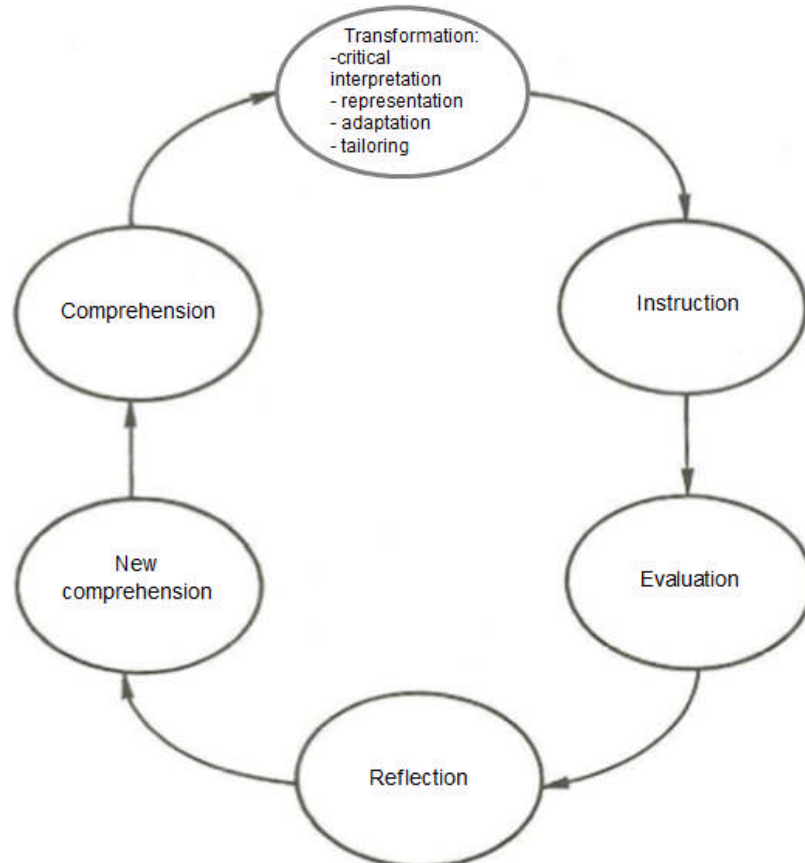 Transformation:
-critical
interpretation
- representation
- adaptation
- tailoring
Instruction
Evaluation
Reflection
New
comprehension
Comprehension